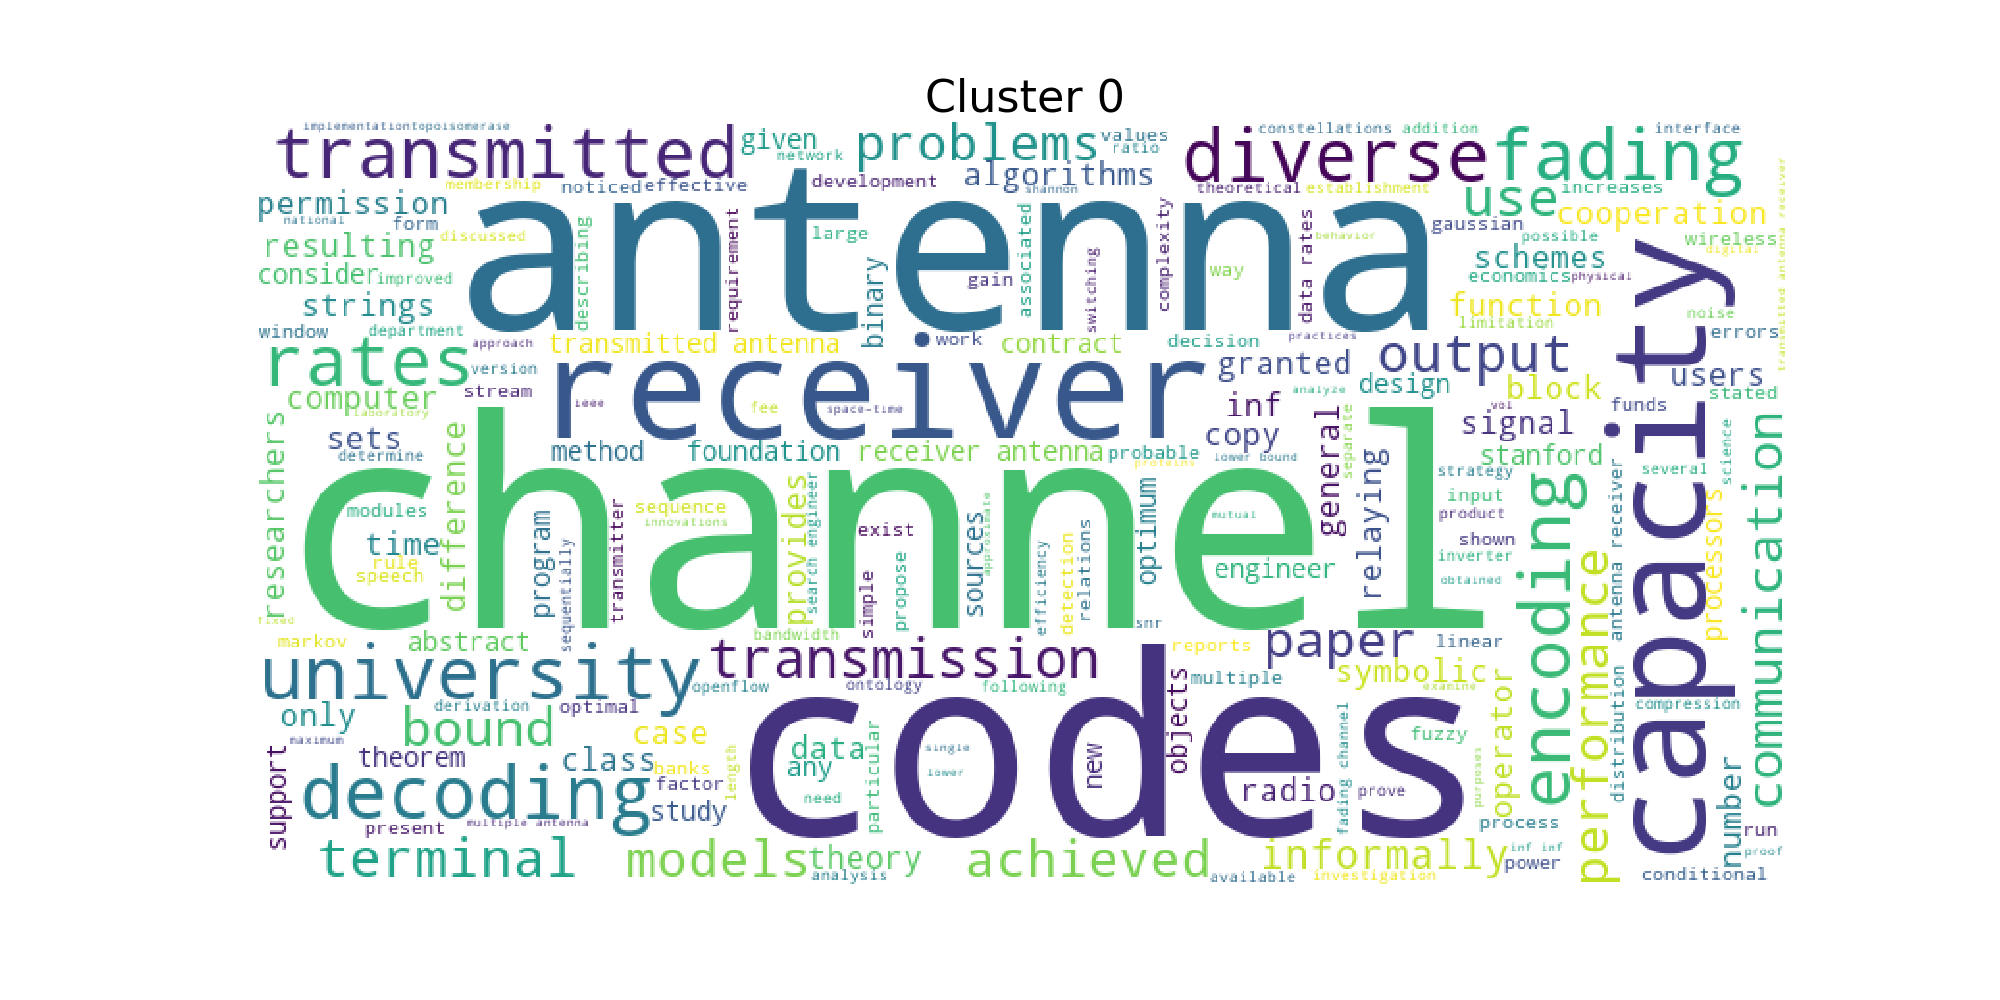 Cluster 0
implementationtopoisomerase
transmitted
given
network
problems
values
ratio
constellations
addition
interface
diverse
fading
membership
noticed
effective
development
algorithms
shannon
theoretical
establishment
use
increases
permission
national
form
discussed
resulting
consider
improved
strings
window
department
antenna
describing
requirement
large
binary
gain
associated
switching
complexity
way
data rates
behavior
gaussian
cooperation
possible
wireless
digital
schemes
economics
physical
function
limitation
noise
errors
transmitted antenna receiver
rates
approach
version
transmitted antenna
work
contract
decision
practices
granted
output
capacity
users
computer
laboratory
stream
ieee
receiver
fee
space-time
analyze
design
block
funds
stated
inf
copy
vol
signal
sets
determine
method
foundation
receiver antenna
probable
proteins
lower bound
general
separate
relaying
strategy
stanford
several
science
researchers
difference
channel
modules
time
rule
speech
program
sequentially
transmitter
sequence
innovations
provides
search engineer
exist
simple
propose
sources
approximate
efficiency
detection
relations
optimum
mutual
engineer
input
product
shown
inverter
obtained
encoding
antenna receiver
processors
communication
fixed
markov
abstract
bandwidth
snr
reports
paper
linear
university
transmission
openflow
ontology
following
multiple
symbolic
examine
performance
only
derivation
optimal
bound
case
maximum
theorem
class
banks
support
decoding
factor
length
study
codes
data
any
need
particular
single
lower
new
objects
radio
prove
fading channel
fuzzy
purposes
operator
distribution
compression
number
present
multiple antenna
process
run
proof
terminal
models
theory
analysis
achieved
available
informally
investigation
inf inf
power
conditional